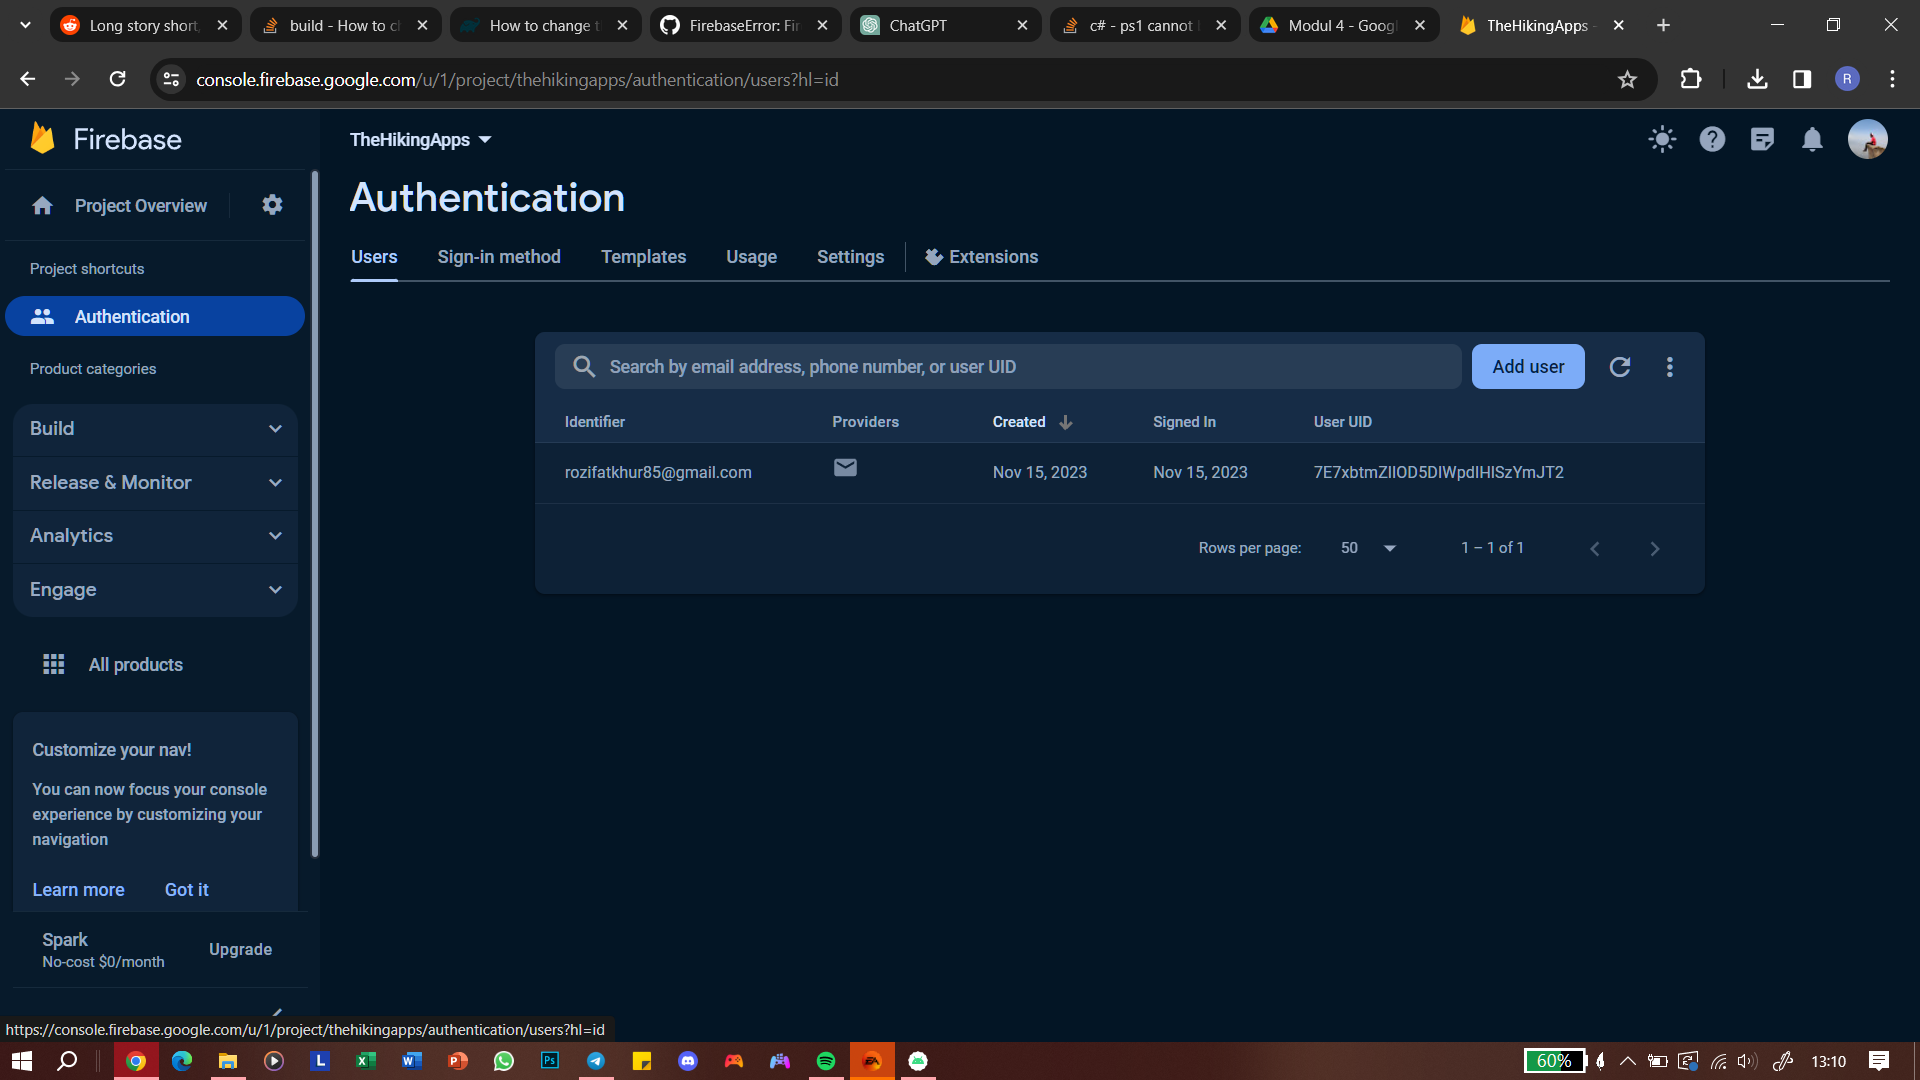 Long story short,
build - How to ch
How to change t
FirebaseError: Fir
ChatGPT
c# - ps1 cannot
Modul 4 - Googl
TheHikingApps -
console.firebase.google.com/u/1/project/thehikingapps/authentication/users?hl=id
R
Firebase
TheHikingApps
Project Overview
Authentication
Users
Sign-in method
Templates
Usage
Settings
Extensions
Project shortcuts
Authentication
Product categories
Build
Release & Monitor
Analytics
Engage
All products
Search by email address, phone number, or user UID
Add user
Identifier
Providers
Created
Signed In
User UID
rozifatkhur85@gmail.com
Nov 15, 2023
Nov 15, 2023
7E7xbtmZllOD5DlWpdlHlSzYmJT2
Rows per page:
50
1 – 1 of 1
Customize your nav!
You can now focus your console
experience by customizing your
navigation
Learn more
Got it
Spark
No-cost $0/month
Upgrade
https://console.firebase.google.com/u/1/project/thehikingapps/authentication/users?hl=id
L
Ps
60%
13:10